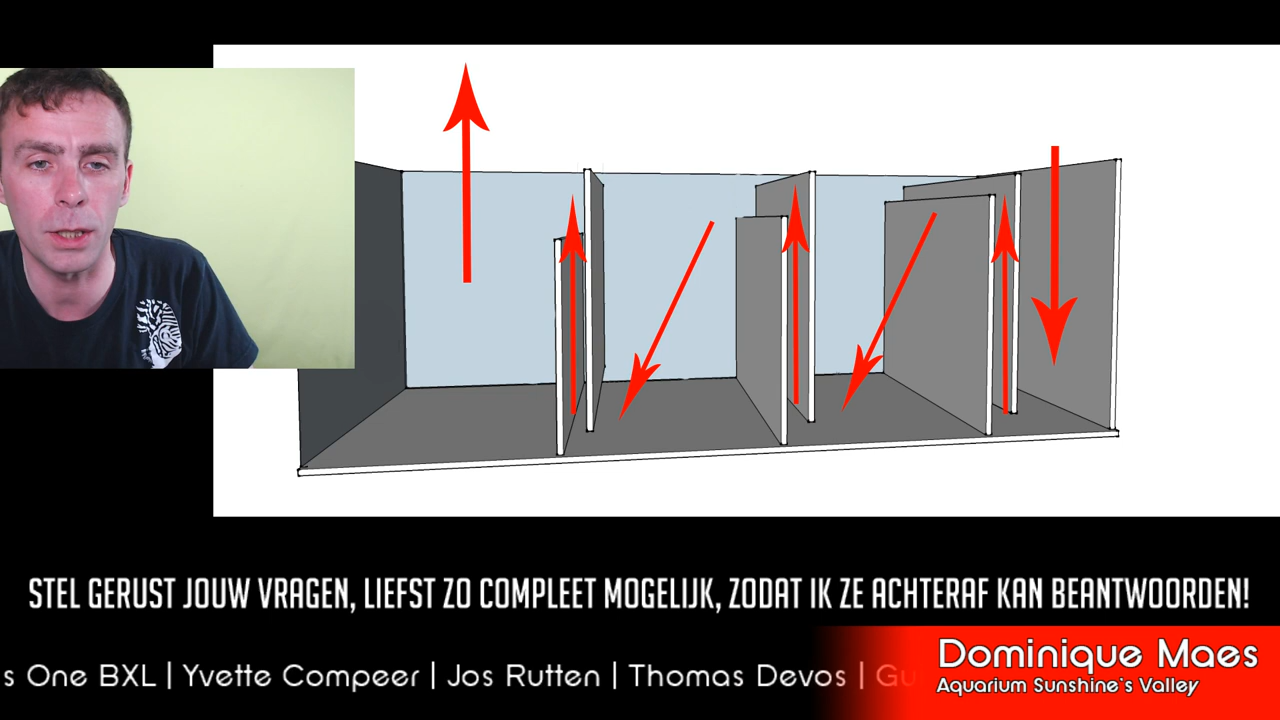 STEL GERUST JOUW VRAGEN, LIEFST ZO COMPLEET MOGELIJK, ZODAT IK ZE ACHTERAF KAN BEANTWOORDEN!
s One BXL | Yvette Compeer | Jos Rutten | Thomas Devos |
Dominique Maes
Aquarium Sunshine's Valley